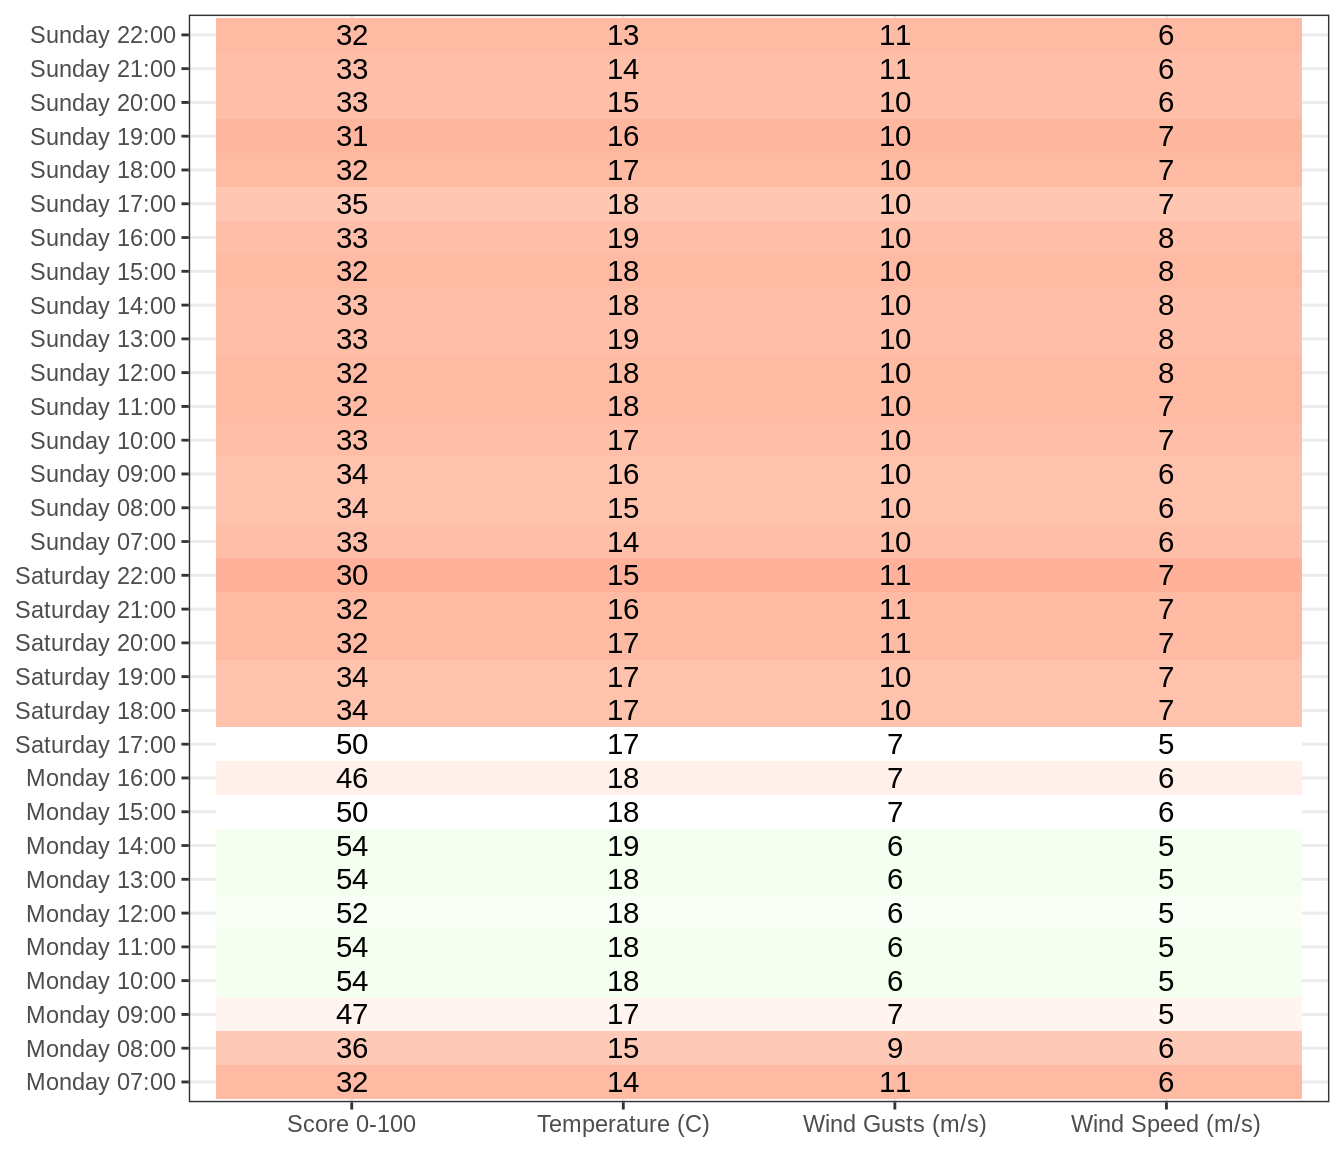 Sunday 22:00 32 13 11 6
Sunday 21:00 33 14 11 6
Sunday 20:00 33 15 10 6
Sunday 19:00 31 16 10 7
Sunday 18:00 32 17 10 7
Sunday 17:00 35 18 10 7
Sunday 16:00 33 19 10 8
Sunday 15:00 32 18 10 8
Sunday 14:00 33 18 10 8
Sunday 13:00 33 19 10 8
Sunday 12:00 32 18 10 8
Sunday 11:00 32 18 10 7
Sunday 10:00 33 17 10 7
Sunday 09:00 34 16 10 6
Sunday 08:00 34 15 10 6
Sunday 07:00 33 14 10 6
Saturday 22:00 30 15 11 7
Saturday 21:00 32 16 11 7
Saturday 20:00 32 17 11 7
Saturday 19:00 34 17 10 7
Saturday 18:00 34 17 10 7
Saturday 17:00 50 17 7 5
Monday 16:00 46 18 7 6
Monday 15:00 50 18 7 6
Monday 14:00 54 19 6 5
Monday 13:00 54 18 6 5
Monday 12:00 52 18 6 5
Monday 11:00 54 18 6 5
Monday 10:00 54 18 6 5
Monday 09:00 47 17 7 5
Monday 08:00 36 15 9 6
Monday 07:00 32 14 11 6
Score 0-100 Temperature (C) Wind Gusts (m/s) Wind Speed (m/s)